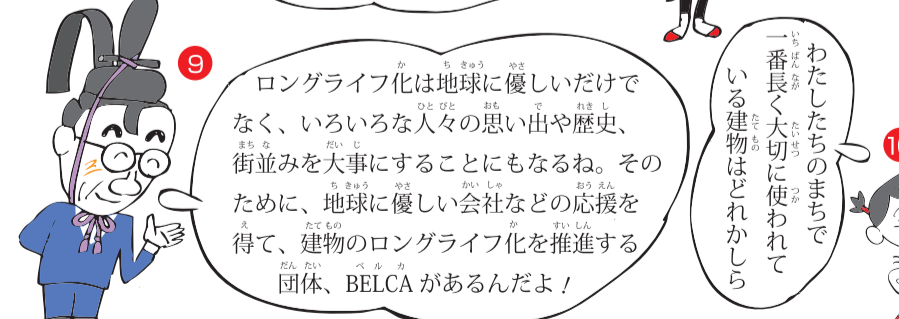 9
ロングライフ化は地球に優しいだけで
なく、いろいろな人々の思い出や歴史、
街並みを大事にすることにもなるね。その
ために、地球に優しい会社などの応援を
得て、建物のロングライフ化を推進する
団体、BELCAがあるんだよ！
わたしたちのまちで
一番長く大切に使われて
いる建物はどれかしら